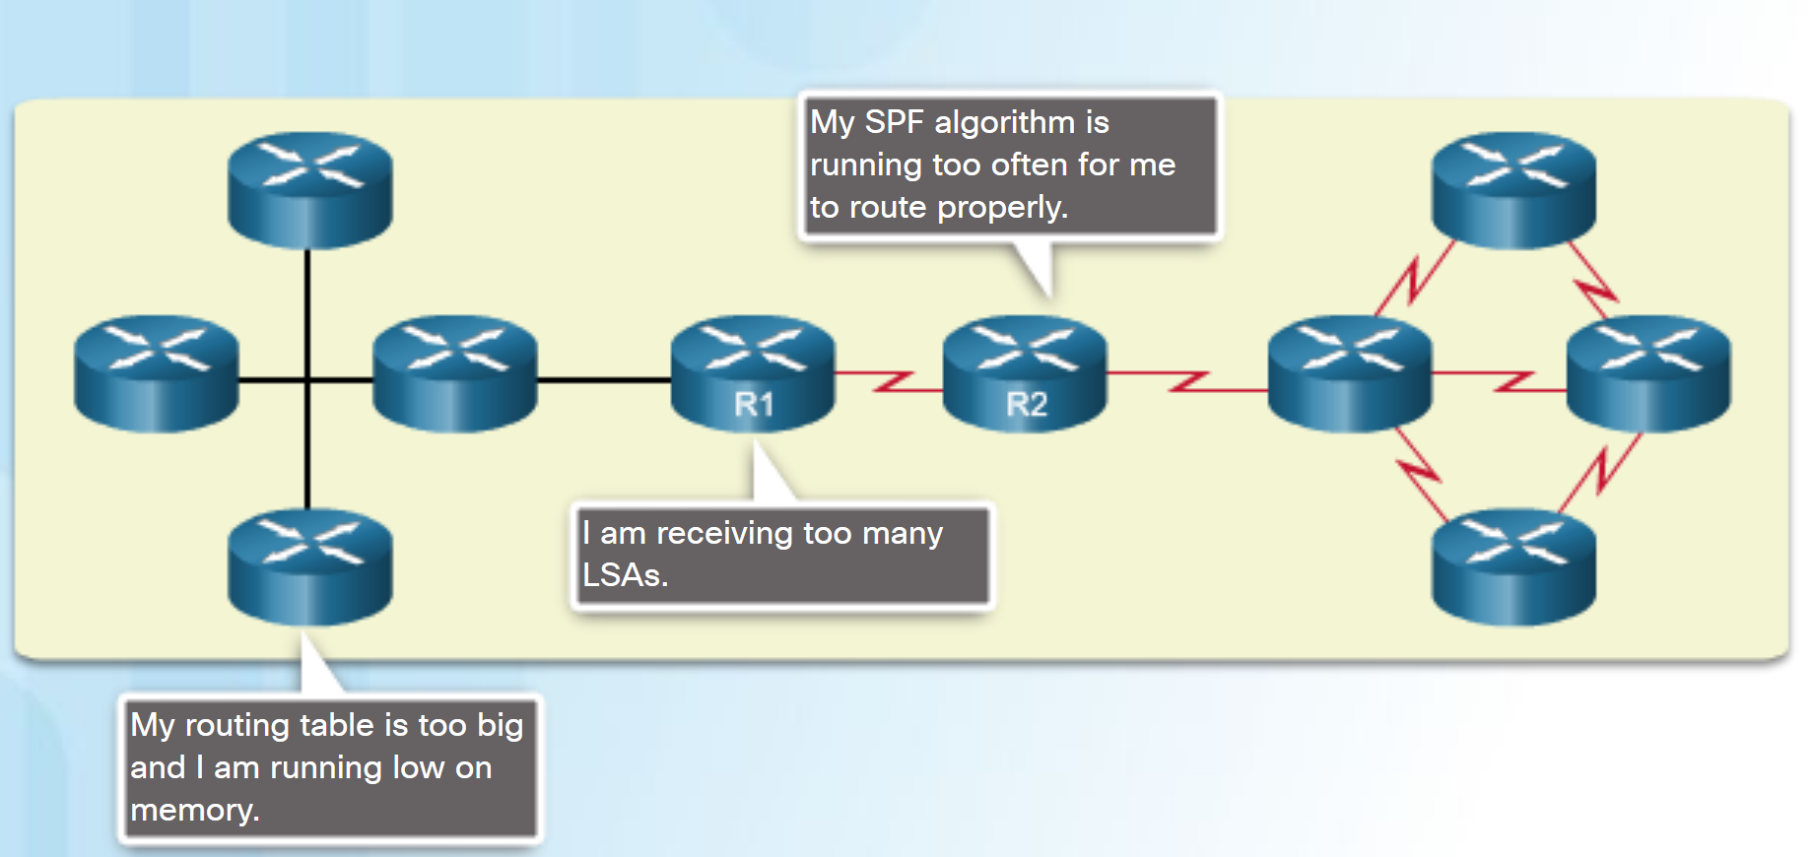 My SPF algorithm is
running too often for me
to route properly.
R1
R2
I am receiving too many
LSAs.
My routing table is too big
and I am running low on
memory.